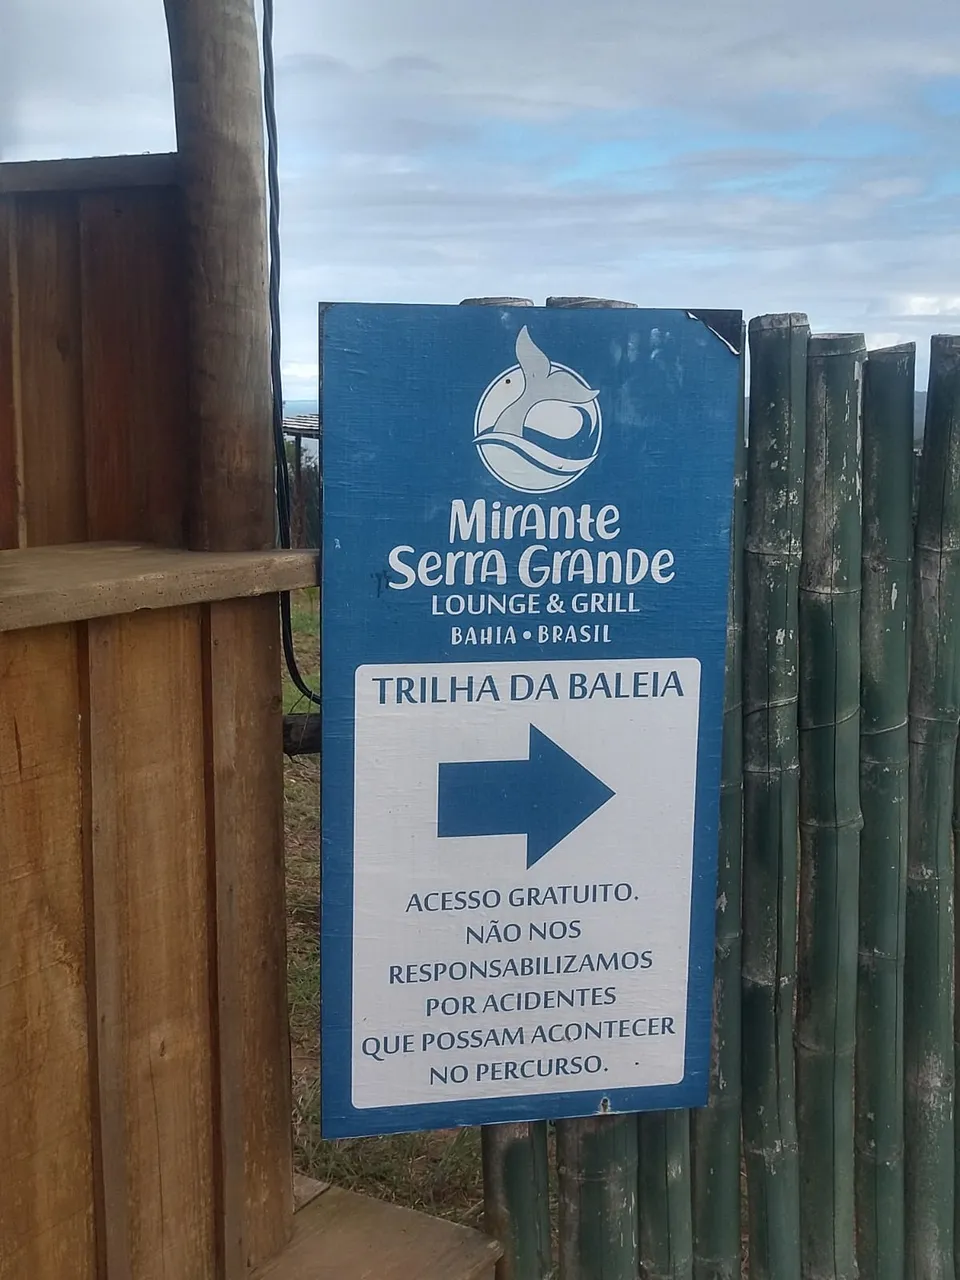 Mirante
Serra Grande
LOUNGE & GRILL
BAHIA • BRASIL
TRILHA DA BALEIA
ACESSO GRATUITO.
NÃO NOS
RESPONSABILIZAMOS
POR ACIDENTES
QUE POSSAM ACONTECER
NO PERCURSO.